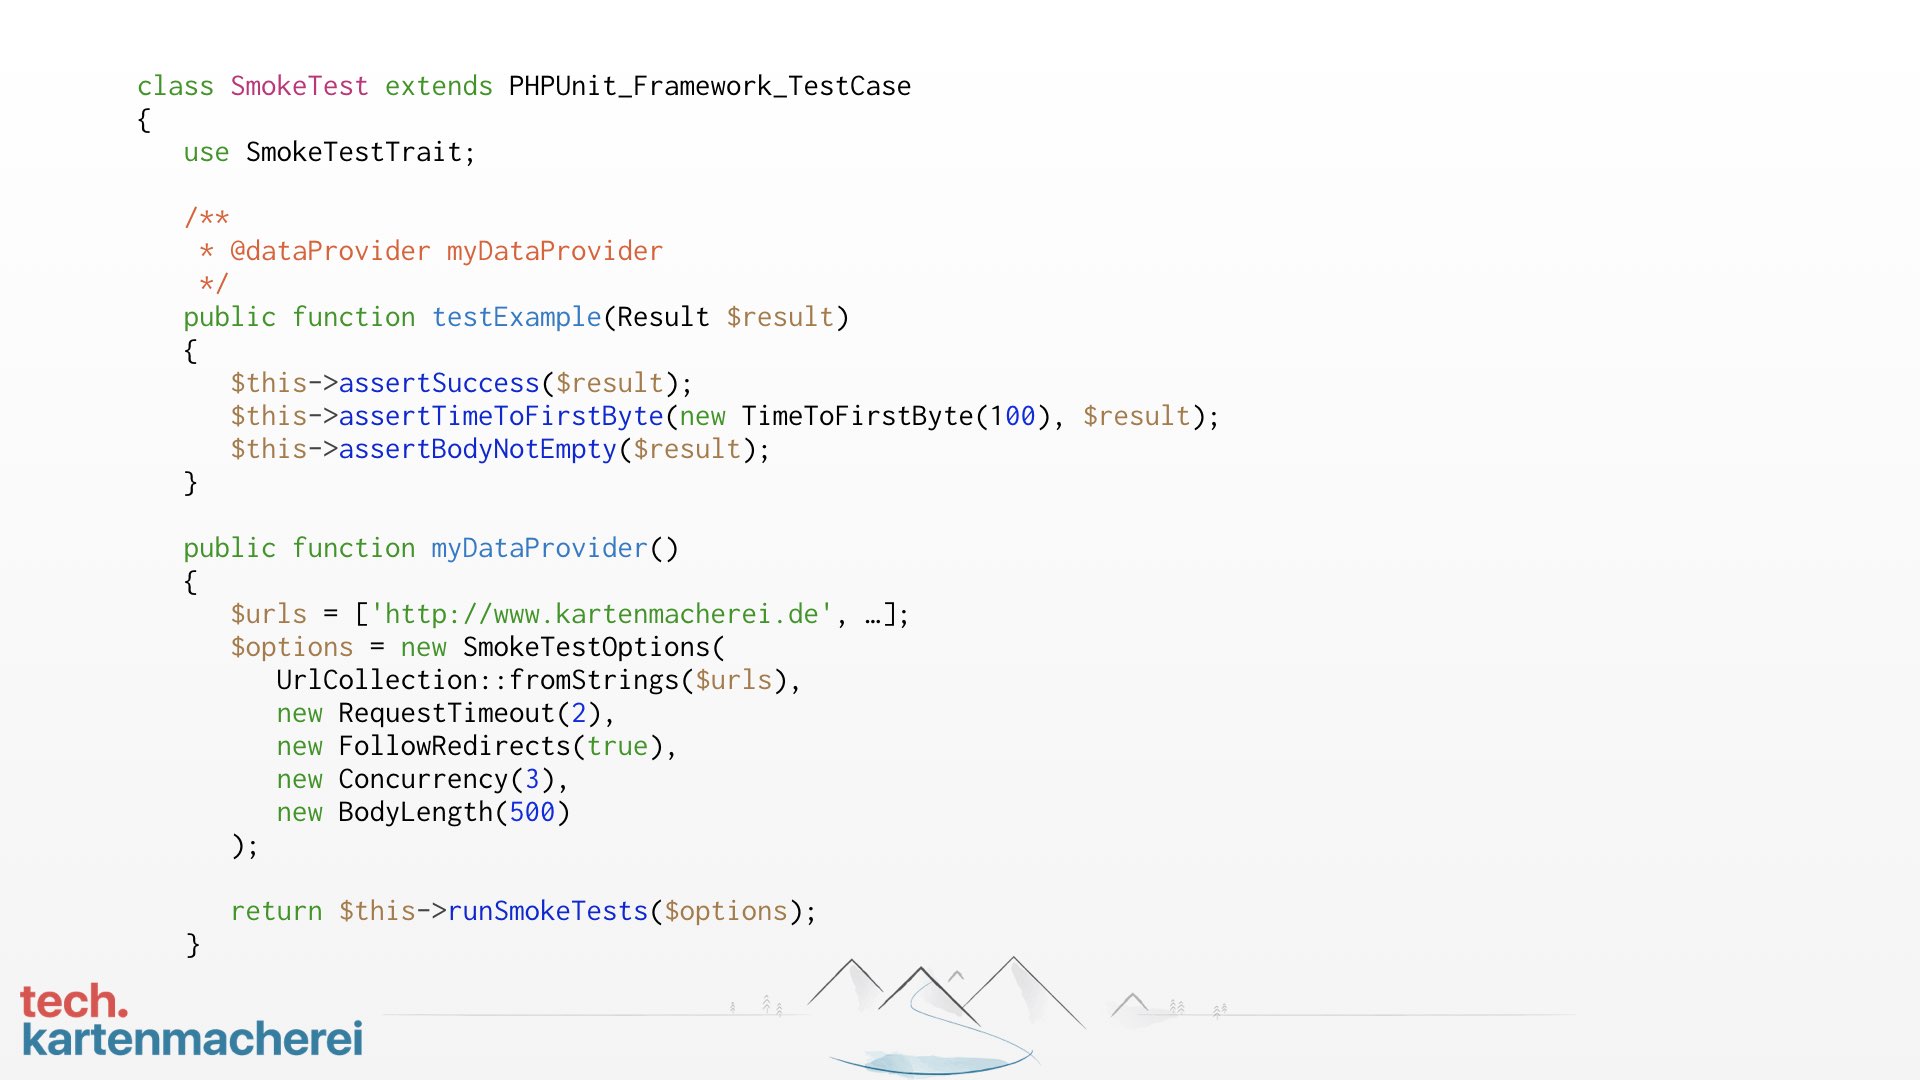 class SmokeTest extends PHPUnit_Framework_TestCase
{
   use SmokeTestTrait;

   /**
    * @dataProvider myDataProvider
    */
   public function testExample(Result $result)
   {
      $this->assertSuccess($result);
      $this->assertTimeToFirstByte(new TimeToFirstByte(100), $result);
      $this->assertBodyNotEmpty($result);
   }

   public function myDataProvider()
   {
      $urls = ['http://www.kartenmacherei.de', …];
      $options = new SmokeTestOptions(
         UrlCollection::fromStrings($urls),
         new RequestTimeout(2),
         new FollowRedirects(true),
         new Concurrency(3),
         new BodyLength(500)
      );

      return $this->runSmokeTests($options);
   }
tech.
kartenmacherei